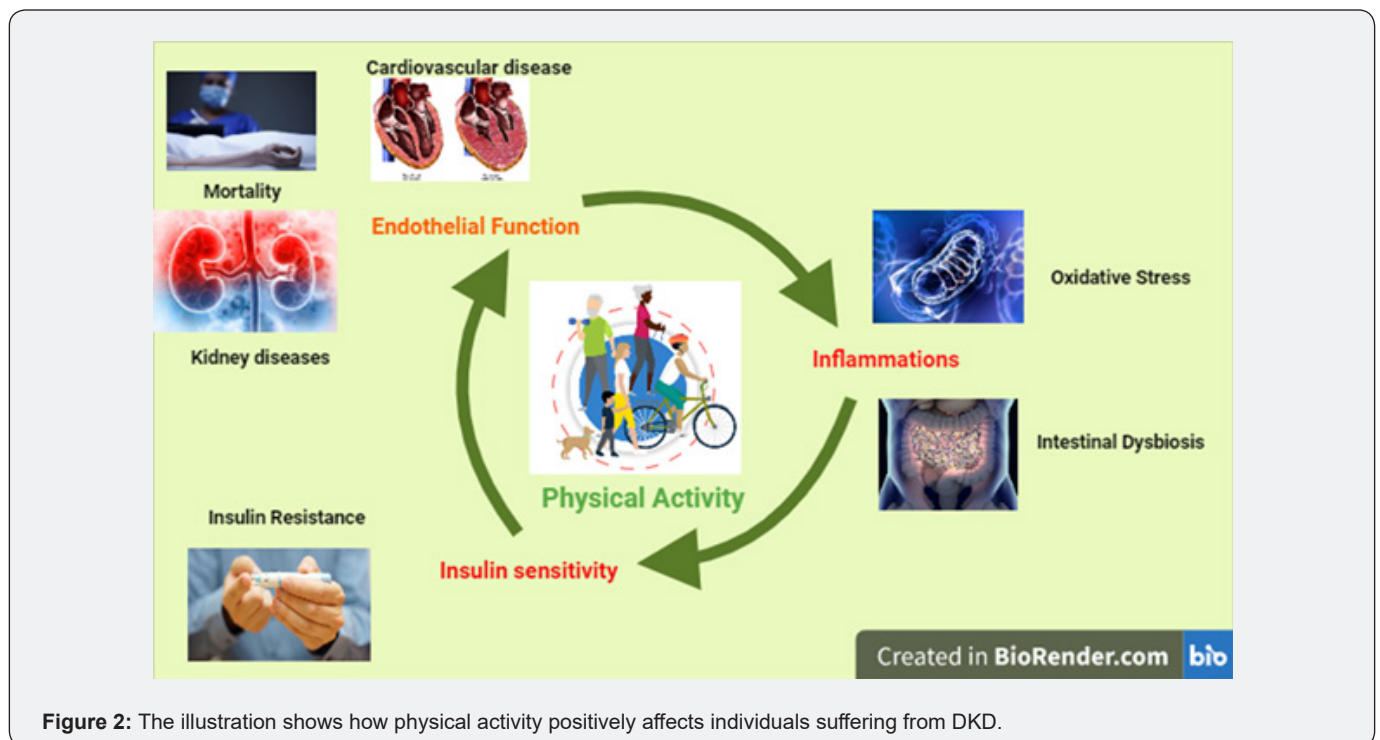 Cardiovascular disease
Mortality
Endothelial Function
Oxidative Stress
Kidney diseases
Inflammations
Intestinal Dysbiosis
Physical Activity
Insulin Resistance
Insulin sensitivity
Created in BioRender.com bio
Figure 2: The illustration shows how physical activity positively affects individuals suffering from DKD.